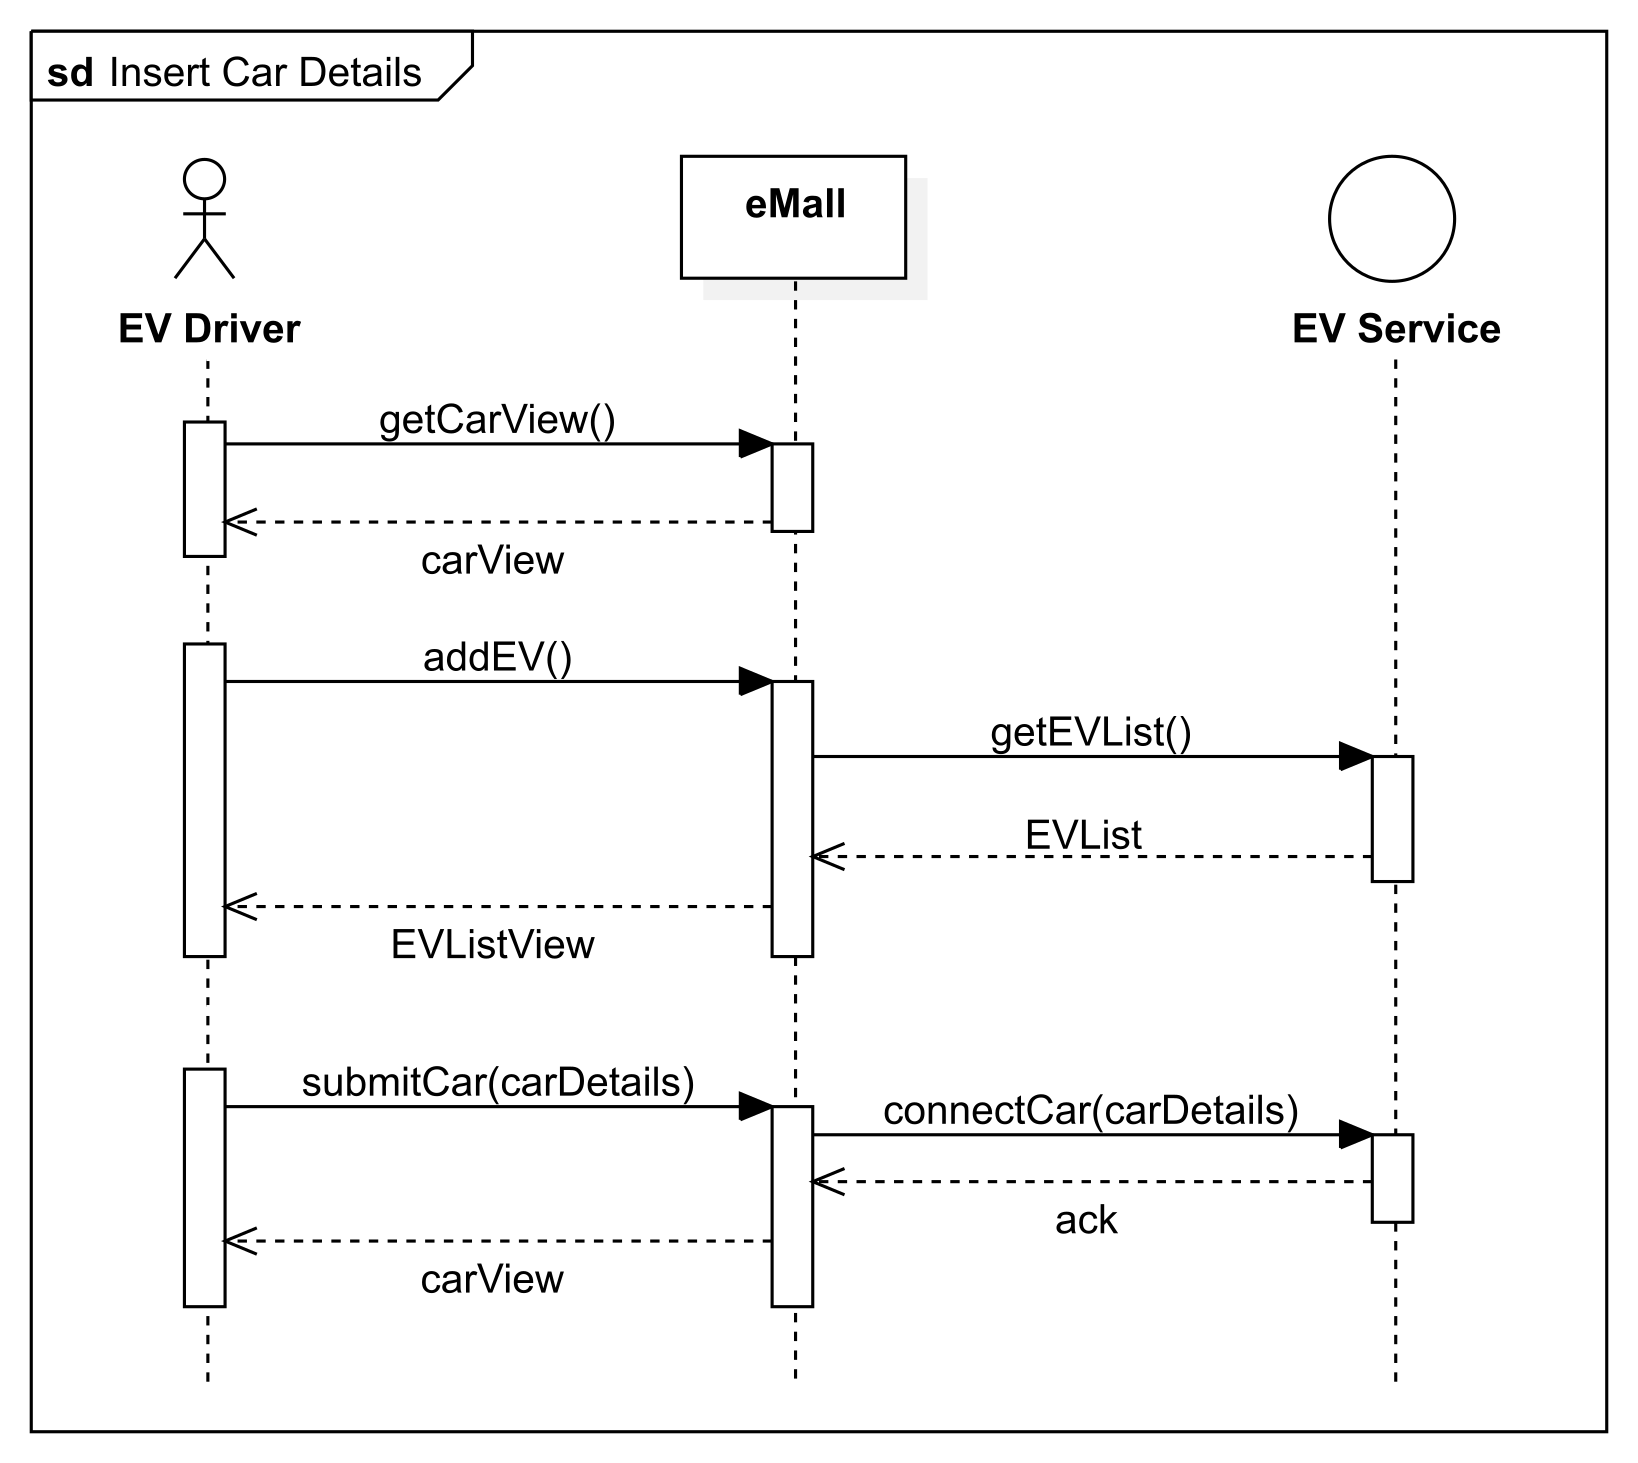 sd Insert Car Details
eMall
EV Driver
EV Service
getCarView()
carView
addEV()
getEVList()
EVList
EVListView
submitCar(carDetails)
connectCar(carDetails)
ack
carView